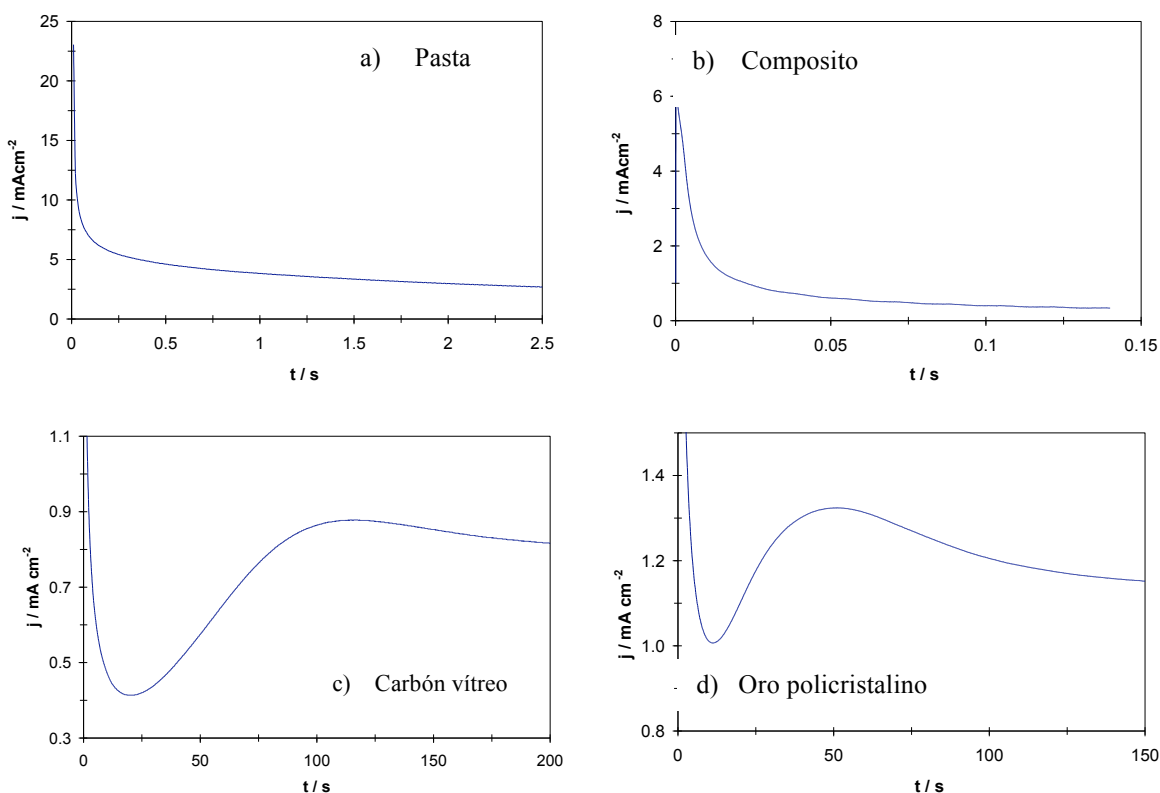 25
20
15
10
5
0
j / mAcm-2
a) Pasta
0 0.5 1 1.5 2 2.5
t / s
8
6
4
2
0
j / mAcm-2
b) Composito
0 0.05 0.1 0.15
t / s
1.1
0.9
0.7
0.5
0.3
j / mA cm-2
c) Carbón vítreo
0 50 100 150 200
t / s
1.4
1.2
1.0
0.8
j / mA cm-2
d) Oro policristalino
0 25 50 100 150
t / s